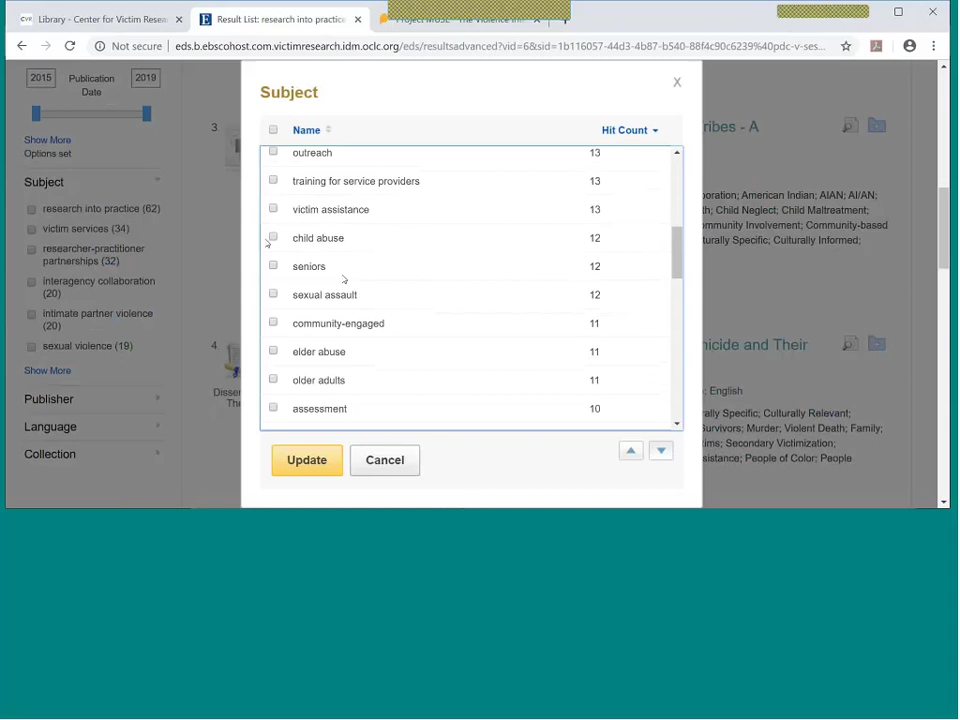 Library - Center for Victim Resea
Result List: research into practice
Project MUSE - The Violence In
Not secure
eds.b.ebscohost.com.victimresearch.idm.oclc.org/eds/resultsadvanced?vid=6&sid=1b116057-44d3-4b87-b540-88f4c90c6239%40pdc-v-ses...
2015
Publication
Date
2019
Show More
Options set
Subject
research into practice (62)
victim services (34)
researcher-practitioner
partnerships (32)
interagency collaboration
(20)
intimate partner violence
(20)
sexual violence (19)
Show More
Publisher
Language
Collection
3.
4
Disser
The
Subject
X
Name
Hit Count
outreach 13
training for service providers 13
victim assistance 13
child abuse 12
seniors 12
sexual assault 12
community-engaged 11
elder abuse 11
older adults 11
assessment 10
Update
Cancel
ribes - A
oration; American Indian; AIAN; AI/AN;
th; Child Neglect; Child Maltreatment;
mmunity Involvement; Community-based
turally Specific; Culturally Informed;
icide and Their
; English
rally Specific; Culturally Relevant;
Survivors; Murder; Violent Death; Family;
ims; Secondary Victimization;
sistance; People of Color; People